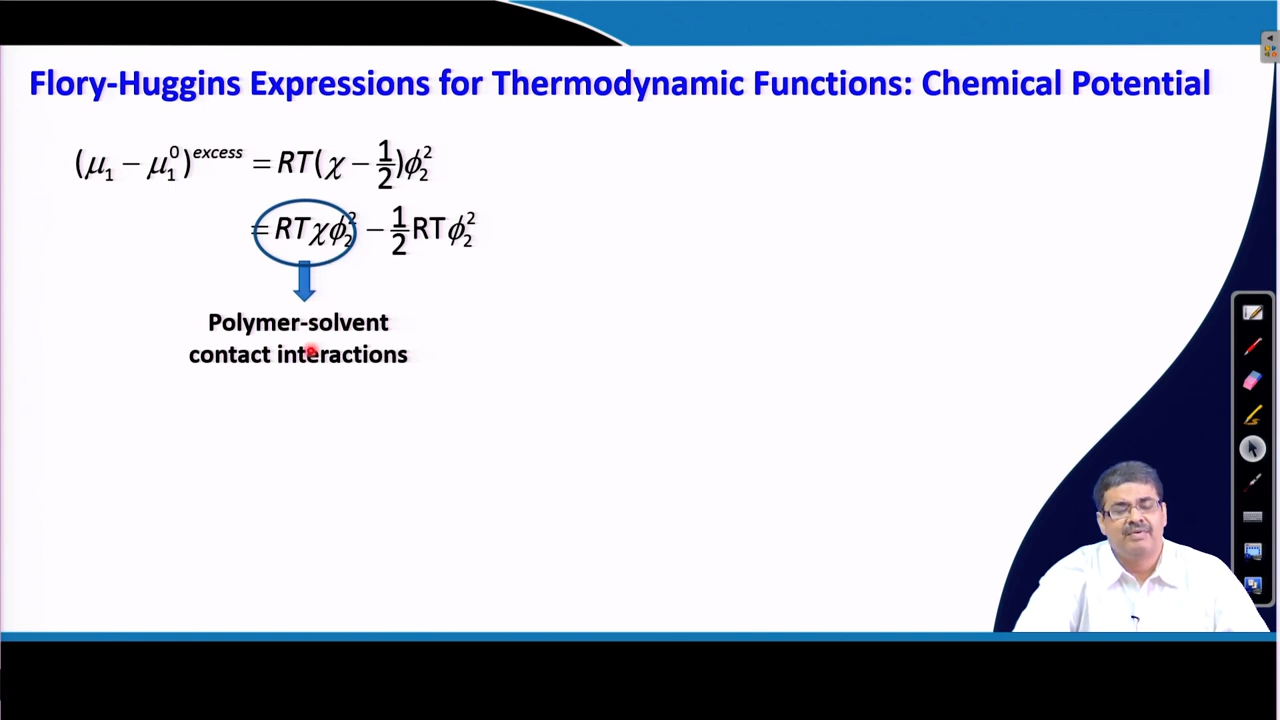 Flory-Huggins Expressions for Thermodynamic Functions: Chemical Potential
(μ₁ − μ₁⁰)ᵉˣᶜᵉˢˢ = RT(χ − 1/2)ϕ₂²
= RTχϕ₂² − 1/2 RTϕ₂²
Polymer-solvent
contact interactions